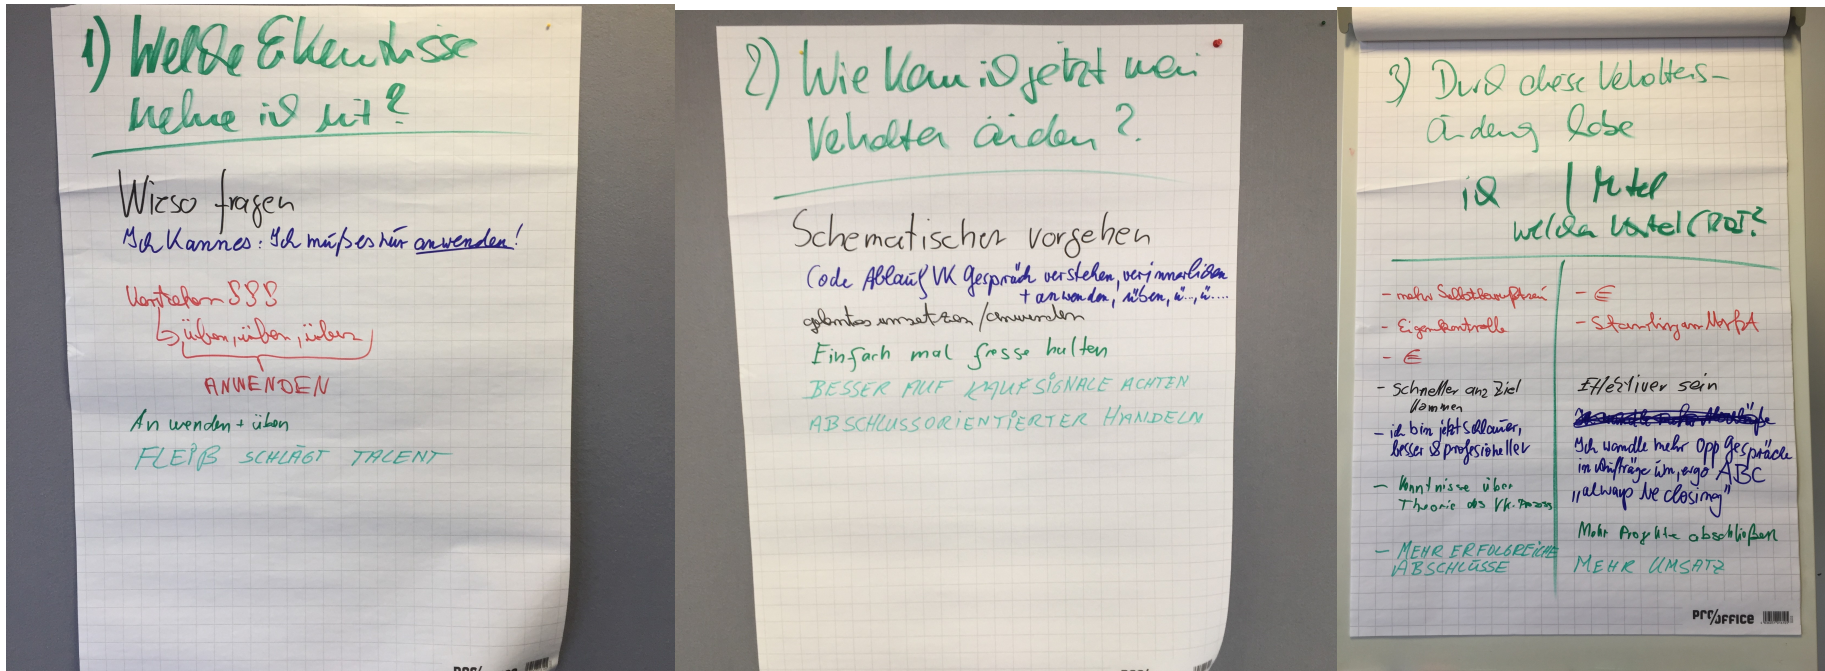 1) Welche Erkenntnisse
nehme ich mit?
Wieso fragen
Ich kann es: Ich muß es nur anwenden!
Verstehen !!!
üben, üben, üben
ANWENDEN
Anwenden + üben
FLEIß SCHLÄGT TALENT
2) Wie kann ich jetzt mein
Verhalten ändern?
Schematischer vorgehen
Code Ablauf VK Gespräch verstehen, verinnerlichen
+ anwenden, üben, ü.., ü....
gelerntes umsetzen / anwenden
Einfach mal fresse halten
BESSER AUF KAUFSIGNALE ACHTEN
ABSCHLUSSORIENTIERTER HANDELN
3) Durch diese Verhaltens-
änderung habe
ich |
welchen Vorteil (ROI?
- mehr Selbstbewußtsein
- Eigenkontrolle
- €
- schneller ans Ziel
kommen
- ich bin jetzt schlauer,
besser & professioneller
- Kenntnisse über
Theorie des VK-Prozess
- MEHR ERFOLGREICHE
ABSCHLÜSSE
- €
- Standing am Markt
Effektiver sein
Ich wandle mehr Opp Gespräche
in Aufträge um, ergo ABC
„always be closing"
Mehr Projekte abschließen
MEHR UMSATZ
pro/office